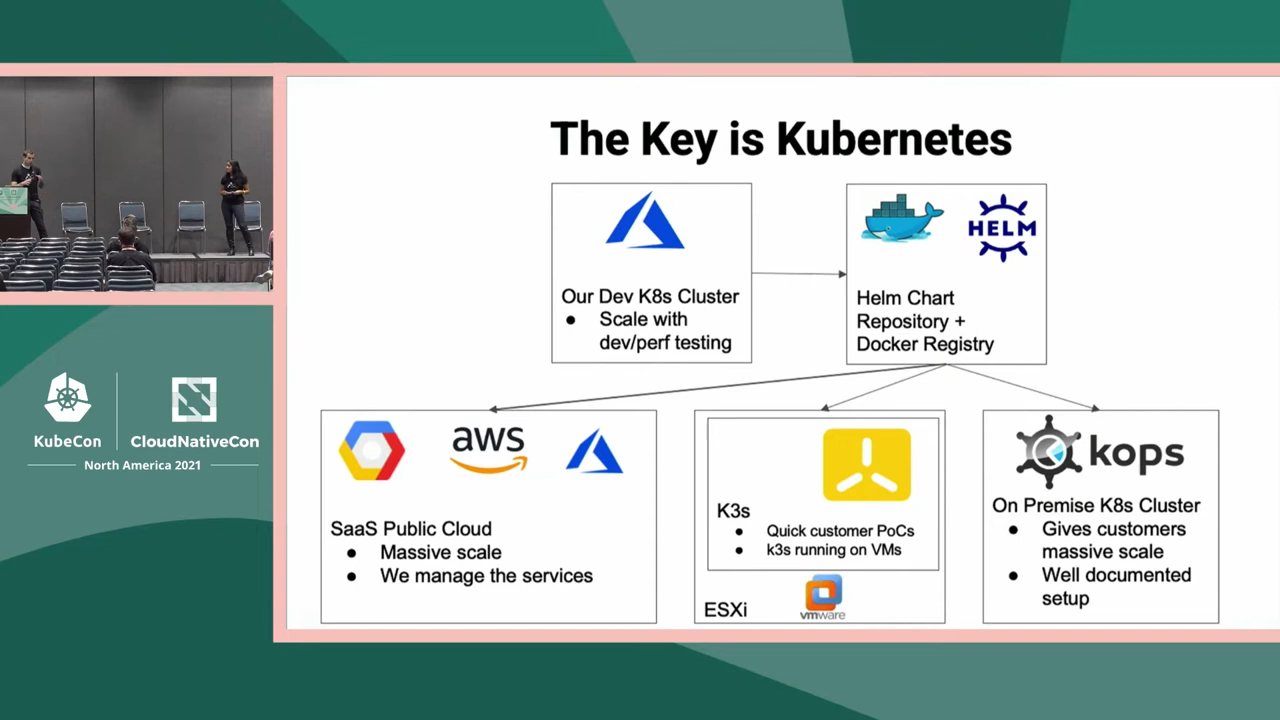 The Key is Kubernetes
Our Dev K8s Cluster
● Scale with
dev/perf testing
HELM
Helm Chart
Repository +
Docker Registry
aws
SaaS Public Cloud
● Massive scale
● We manage the services
K3s
● Quick customer PoCs
● k3s running on VMs
ESXi
vmware
kops
On Premise K8s Cluster
● Gives customers
massive scale
● Well documented
setup
KubeCon
CloudNativeCon
North America 2021